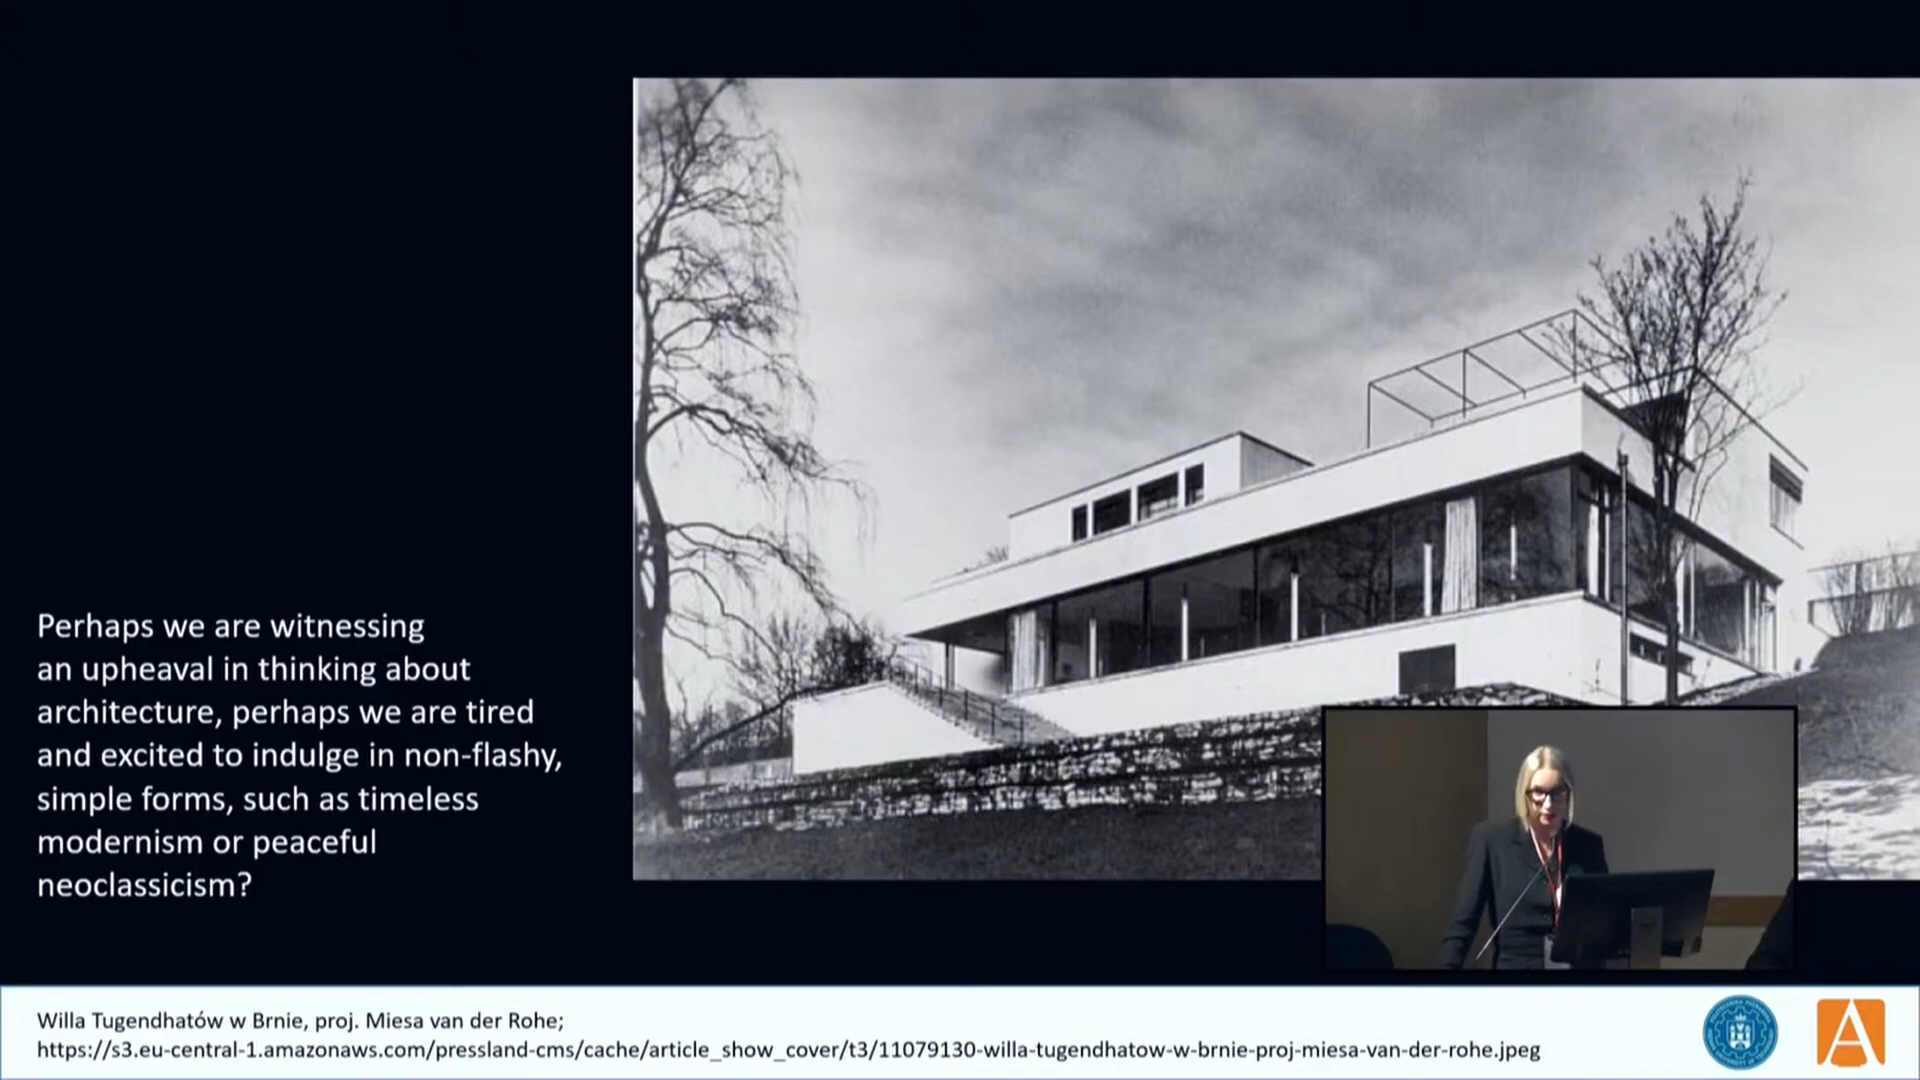 Perhaps we are witnessing
an upheaval in thinking about
architecture, perhaps we are tired
and excited to indulge in non-flashy,
simple forms, such as timeless
modernism or peaceful
neoclassicism?
Willa Tugendhatów w Brnie, proj. Miesa van der Rohe;
https://s3.eu-central-1.amazonaws.com/pressland-cms/cache/article_show_cover/t3/11079130-willa-tugendhatow-w-brnie-proj-miesa-van-der-rohe.jpeg
A